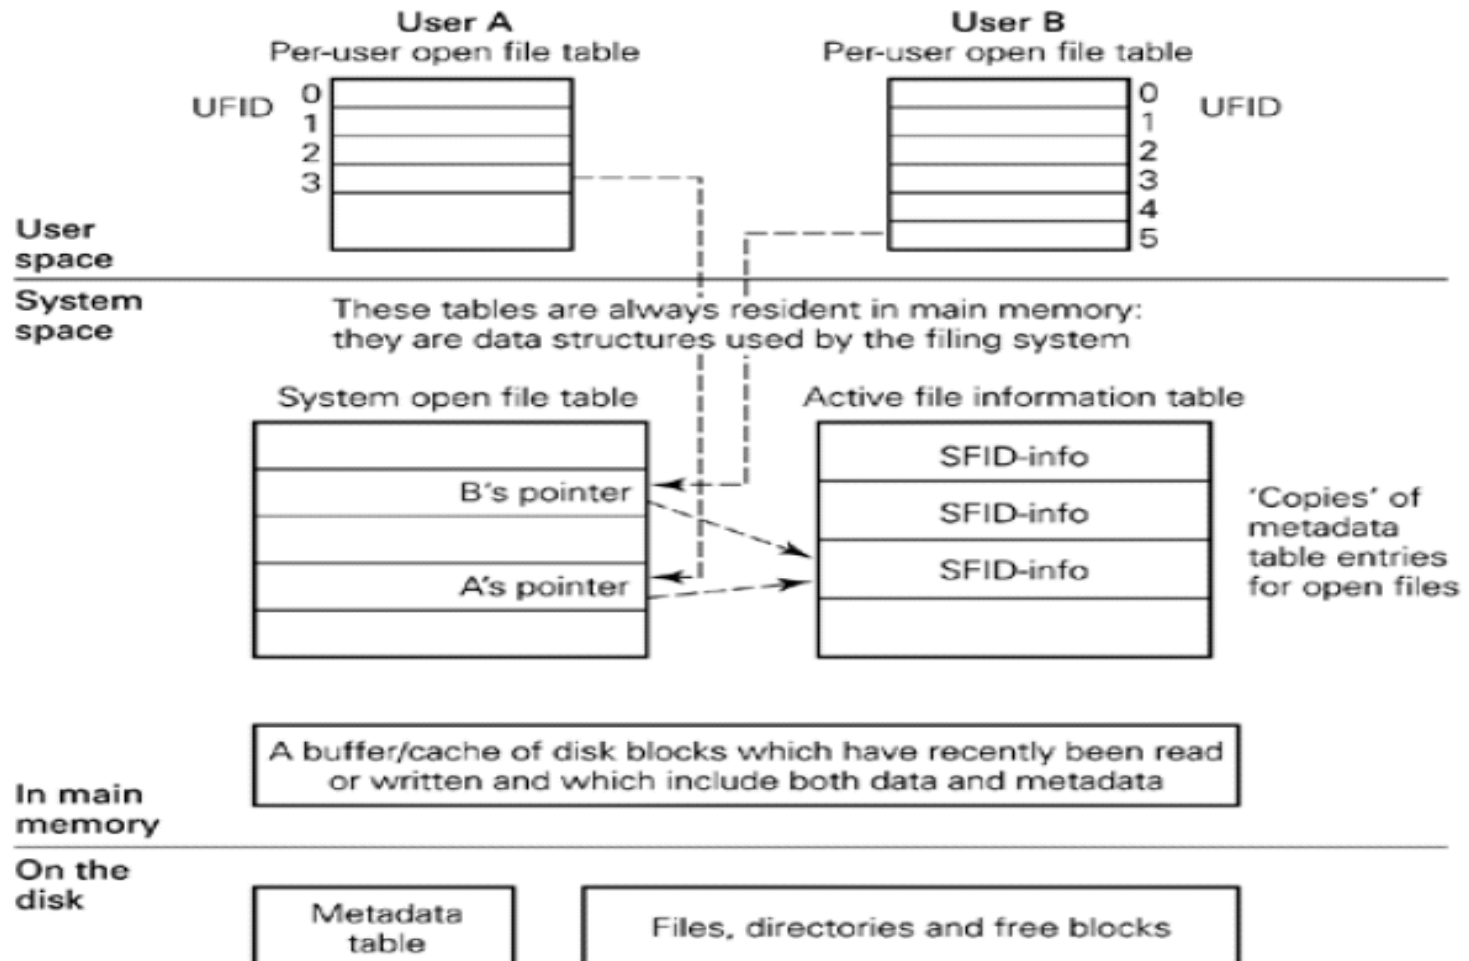 User A
Per-user open file table
User B
Per-user open file table
UFID
0
1
2
3
0
1
2
3
4
5
UFID
User
space
System
space
These tables are always resident in main memory:
they are data structures used by the filing system
System open file table
Active file information table
B's pointer
A's pointer
SFID-info
SFID-info
SFID-info
'Copies' of
metadata
table entries
for open files
A buffer/cache of disk blocks which have recently been read
or written and which include both data and metadata
In main
memory
On the
disk
Metadata
table
Files, directories and free blocks